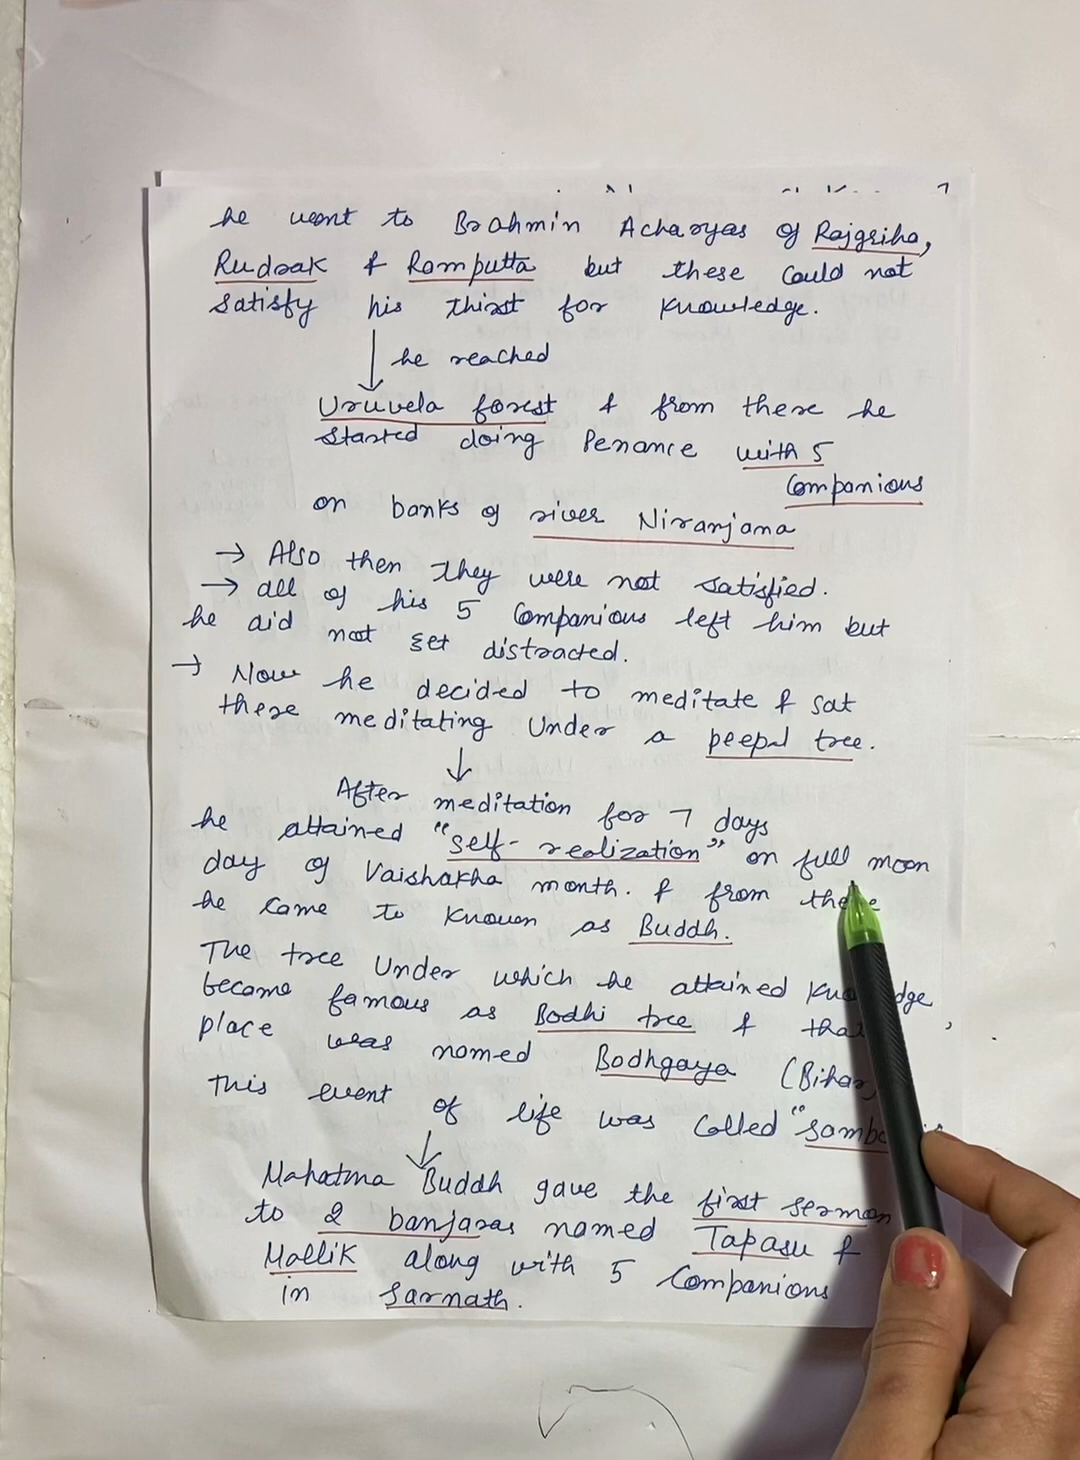 he went to Brahmin Acharyas of Rajgriha,
Rudrak & Ramputta but these could not
satisfy his thirst for knowledge.
↓ he reached
Uruvela forest & from there he
started doing Penance with 5
Companions
on banks of river Niranjana
→ Also then they were not satisfied.
→ all of his 5 Companions left him but
he did not get distracted.
→ Now he decided to meditate & sat
there meditating Under a peepal tree.
↓
After meditation for 7 days
he attained "self-realization" on full moon
day of Vaishakha month. & from there
he came to known as Buddh.
The tree Under which he attained
became famous as Bodhi tree &
place was named Bodhgaya (Bihar)
This event of life was called
↓
Mahatma Buddh gave the first sermon
to 2 banjaras named Tapasu &
Mallik along with 5 Companions
in Sarnath.